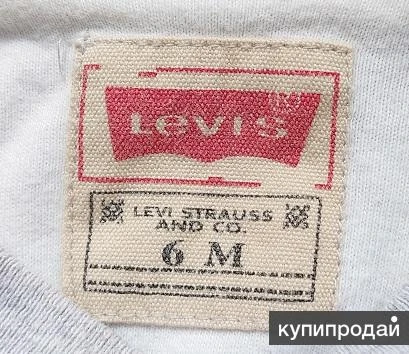 ®
LEVI'S
LEVI STRAUSS
AND CO.
6 M
купипродай